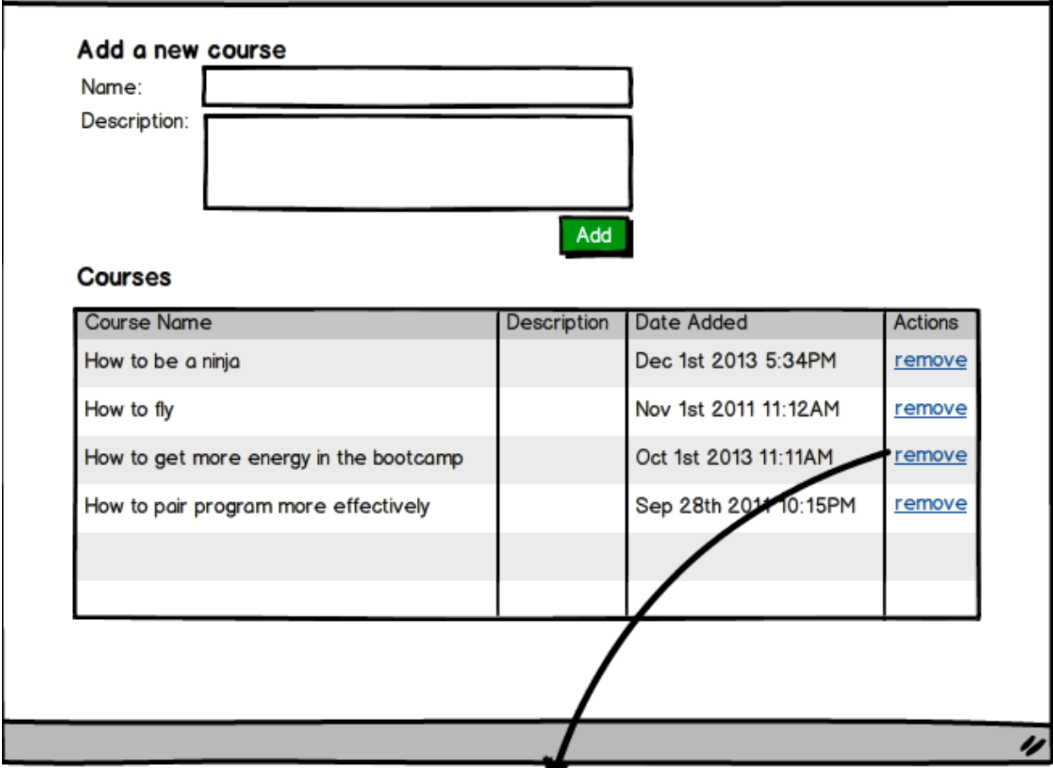 Add a new course
Name:
Description:
Add
Courses
Course Name Description Date Added Actions
How to be a ninja Dec 1st 2013 5:34PM remove
How to fly Nov 1st 2011 11:12AM remove
How to get more energy in the bootcamp Oct 1st 2013 11:11AM remove
How to pair program more effectively Sep 28th 2011 10:15PM remove